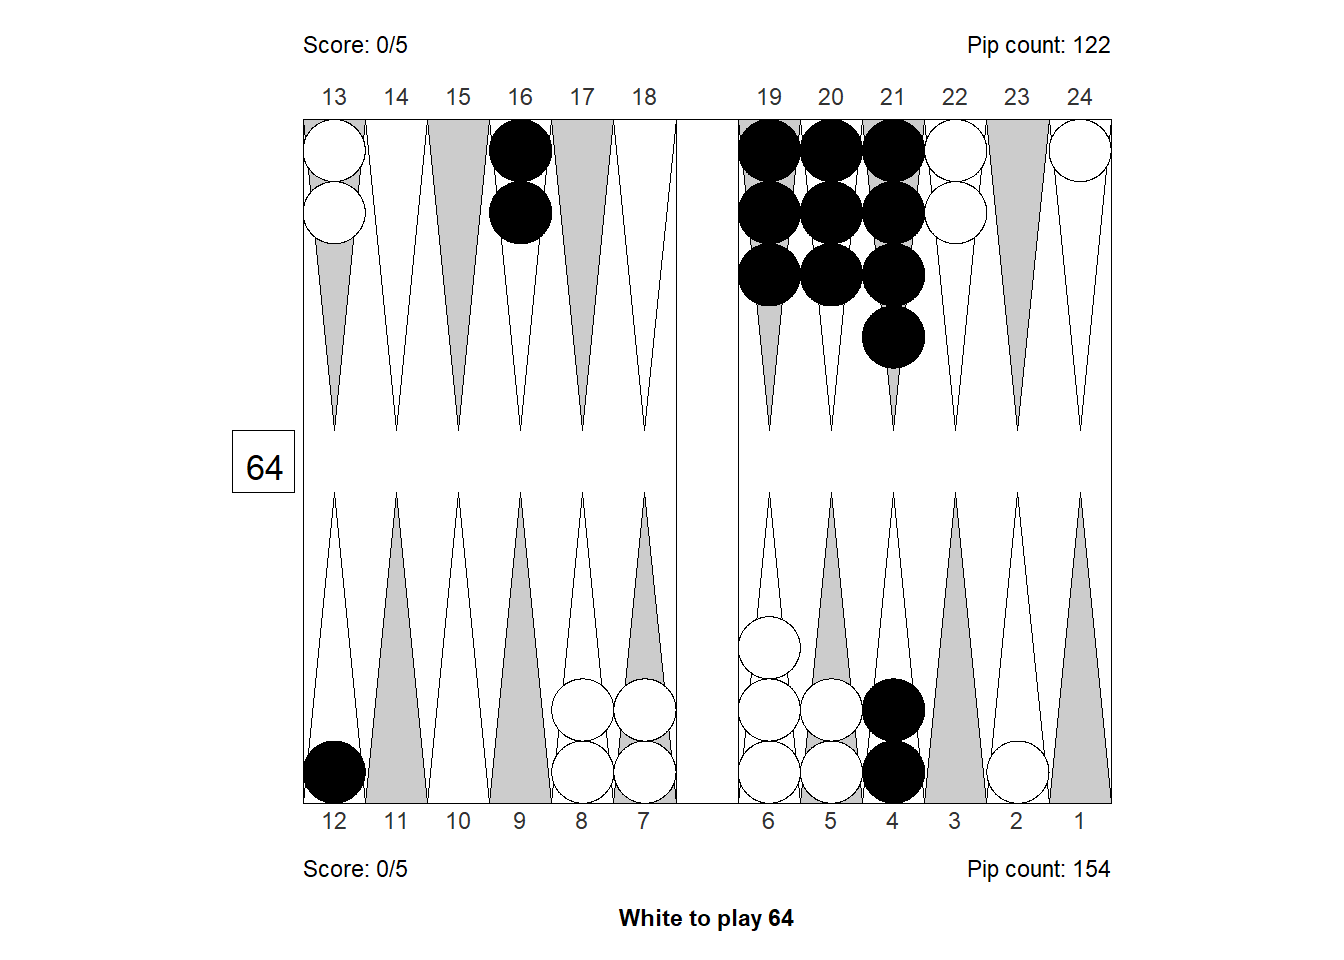 Score: 0/5 Pip count: 122
13 14 15 16 17 18 19 20 21 22 23 24
64
12 11 10 9 8 7 6 5 4 3 2 1
Score: 0/5 Pip count: 154
White to play 64